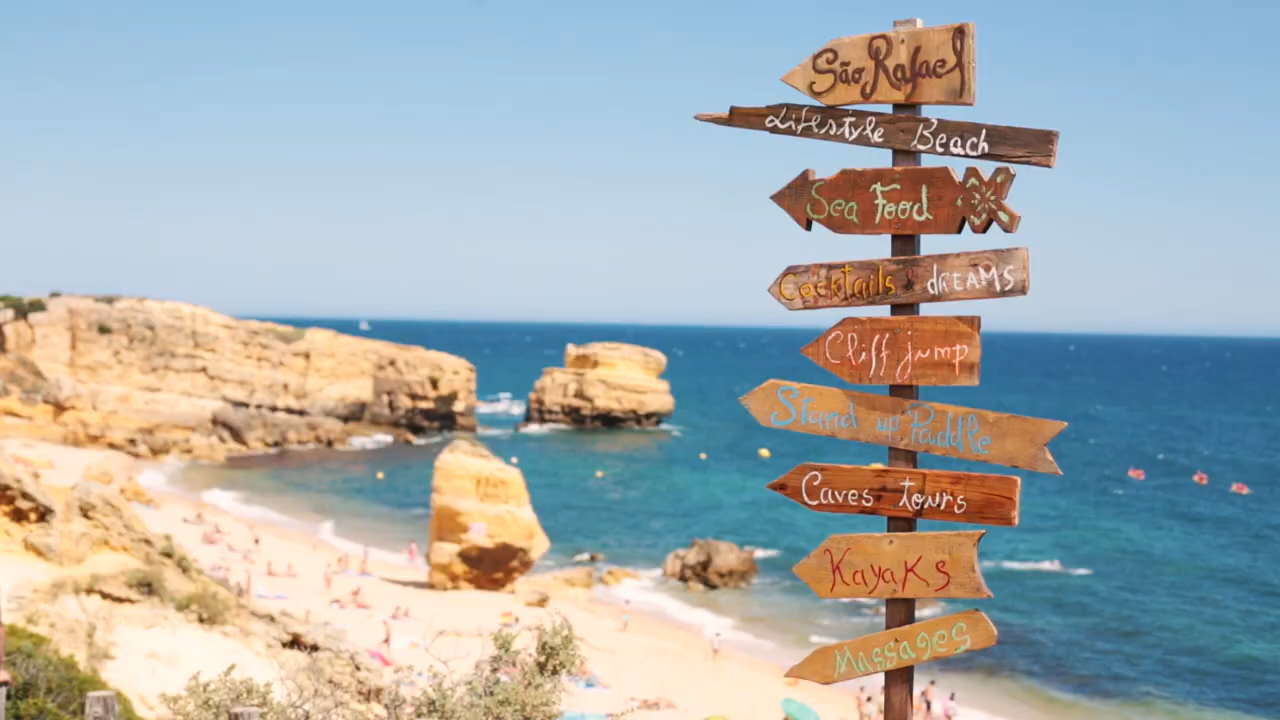 São Rafael
Lifestyle Beach
Sea Food
Cocktails & dREAMS
Cliff jump
Stand up Paddle
Caves tours
KayaKs
Massages